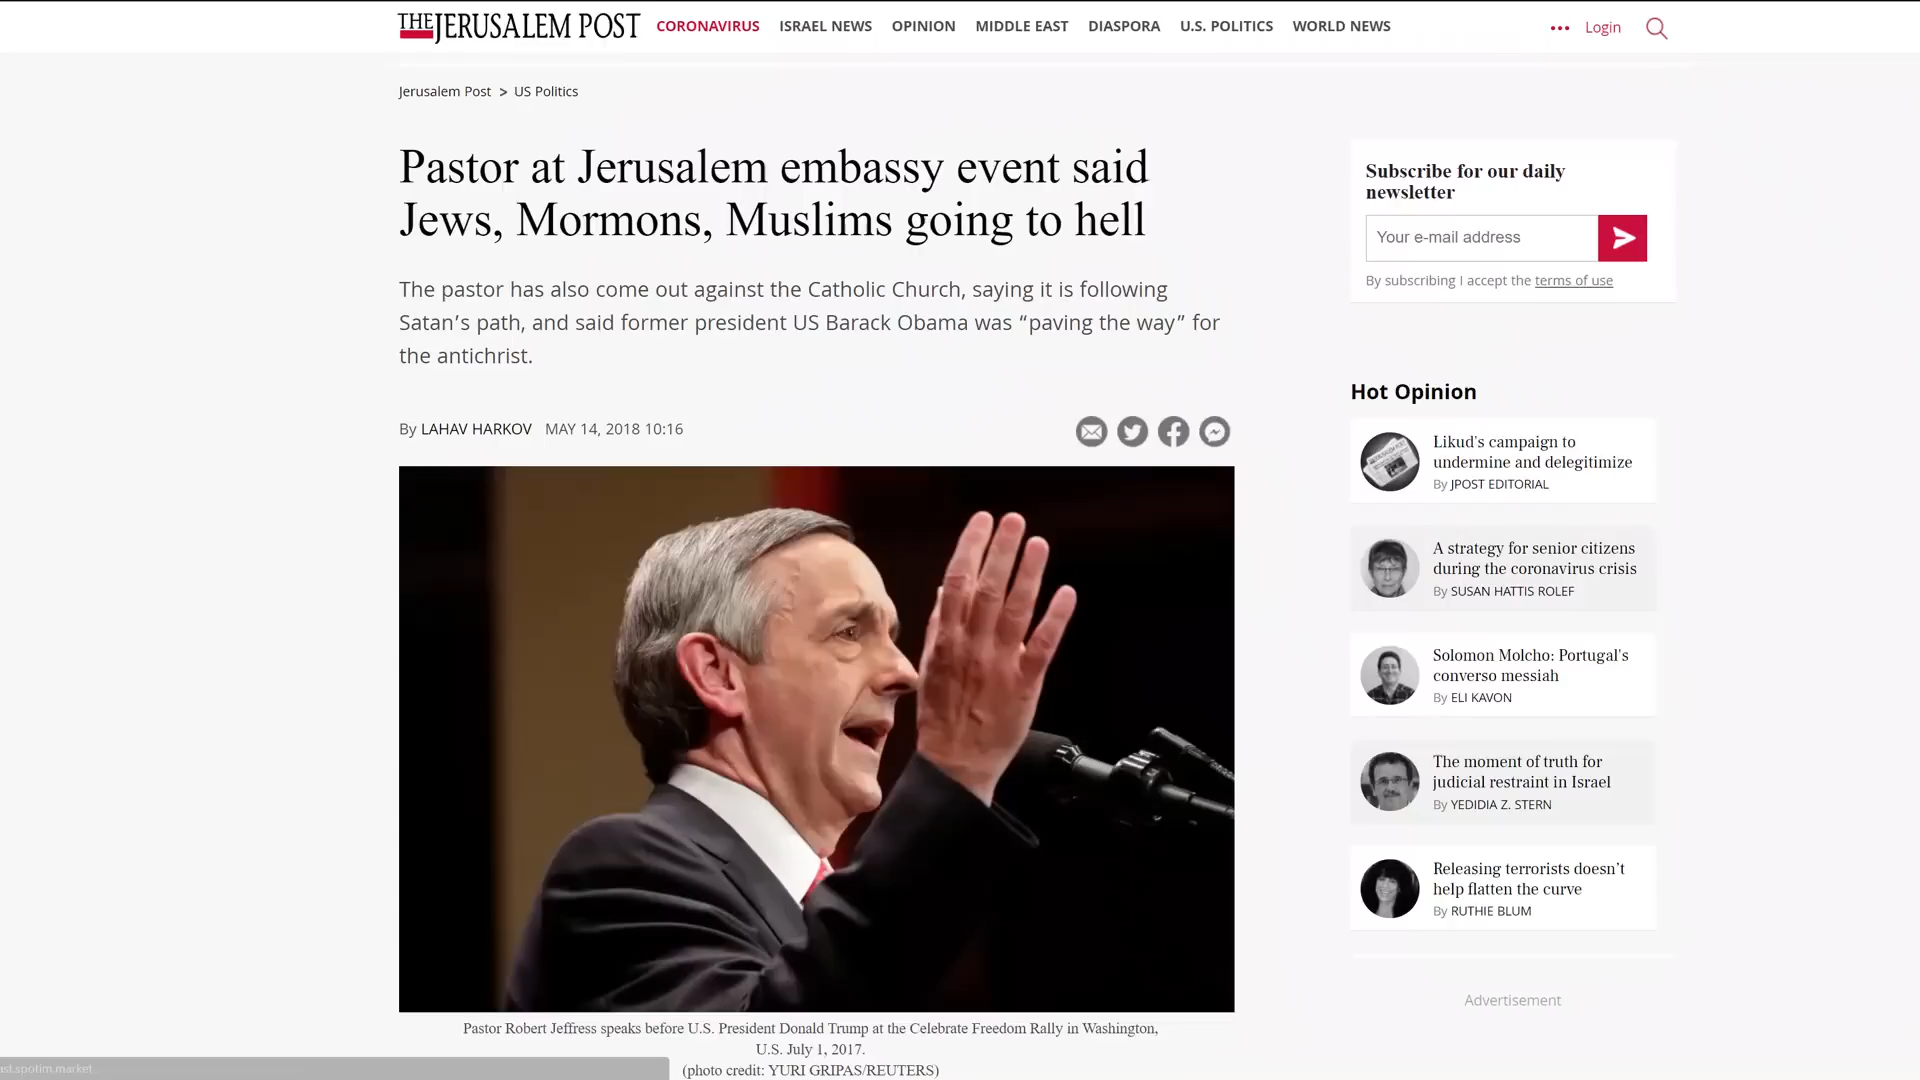 THE JERUSALEM POST
CORONAVIRUS ISRAEL NEWS OPINION MIDDLE EAST DIASPORA U.S. POLITICS WORLD NEWS
Login
Jerusalem Post > US Politics
Pastor at Jerusalem embassy event said
Jews, Mormons, Muslims going to hell
The pastor has also come out against the Catholic Church, saying it is following
Satan’s path, and said former president US Barack Obama was “paving the way” for
the antichrist.
By LAHAV HARKOV MAY 14, 2018 10:16
Pastor Robert Jeffress speaks before U.S. President Donald Trump at the Celebrate Freedom Rally in Washington,
U.S. July 1, 2017.
(photo credit: YURI GRIPAS/REUTERS)
Subscribe for our daily
newsletter
Your e-mail address
By subscribing I accept the terms of use
Hot Opinion
Likud's campaign to
undermine and delegitimize
By JPOST EDITORIAL
A strategy for senior citizens
during the coronavirus crisis
By SUSAN HATTIS ROLEF
Solomon Molcho: Portugal's
converso messiah
By ELI KAVON
The moment of truth for
judicial restraint in Israel
By YEDIDIA Z. STERN
Releasing terrorists doesn’t
help flatten the curve
By RUTHIE BLUM
Advertisement
ast.spotim.market